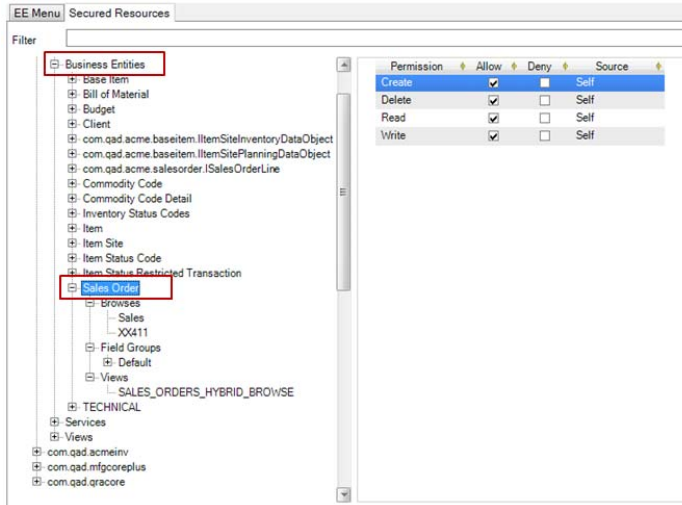 EE Menu Secured Resources
Filter
Business Entities
Base Item
Bill of Material
Budget
Client
com.qad.acme.baseitem.IItemSiteInventoryDataObject
com.qad.acme.baseitem.IItemSitePlanningDataObject
com.qad.acme.salesorder.ISalesOrderLine
Commodity Code
Commodity Code Detail
Inventory Status Codes
Item
Item Site
Item Status Code
Item Status Restricted Transaction
Sales Order
Browses
Sales
XX411
Field Groups
Default
Views
SALES_ORDERS_HYBRID_BROWSE
TECHNICAL
Services
Views
com.qad.acmeinv
com.qad.mfgcoreplus
com.qad.qracore
Permission Allow Deny Source
Create Self
Delete Self
Read Self
Write Self